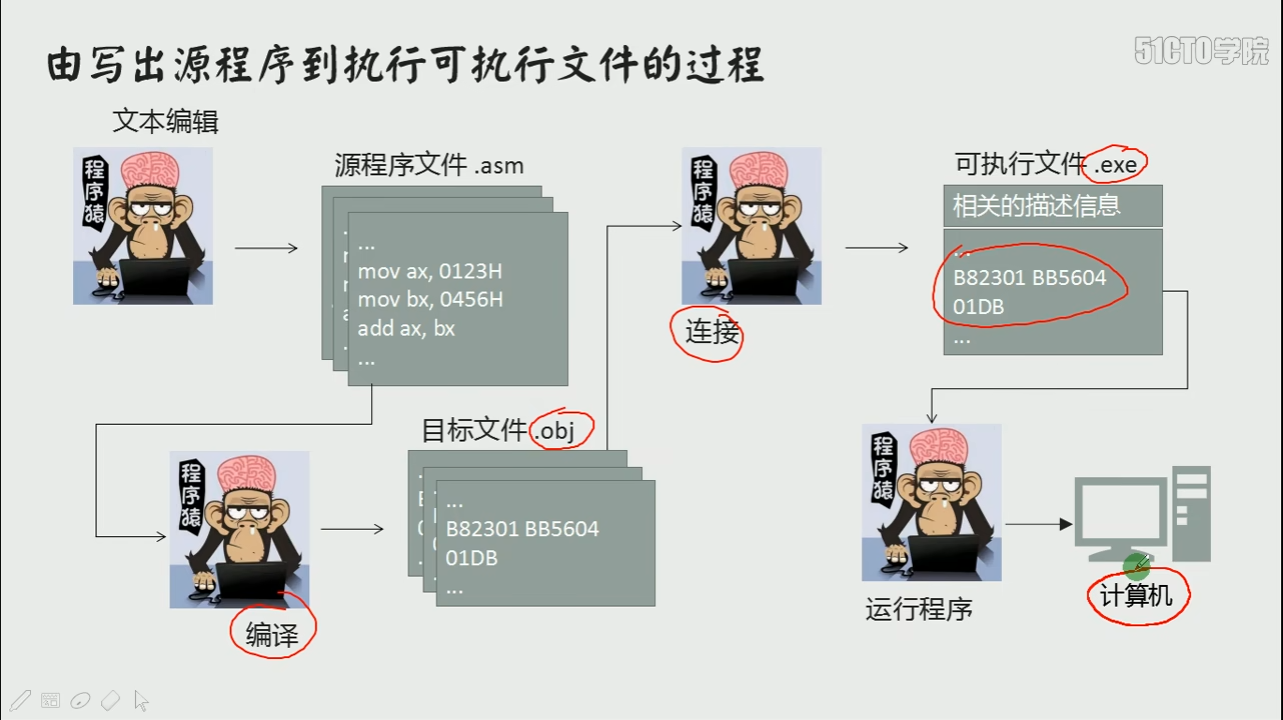 由写出源程序到执行可执行文件的过程
51CTO学院
文本编辑
程序猿
源程序文件 .asm
...
mov ax, 0123H
mov bx, 0456H
add ax, bx
...
程序猿
编译
目标文件 .obj
...
B82301 BB5604
01DB
...
程序猿
连接
可执行文件 .exe
相关的描述信息
...
B82301 BB5604
01DB
...
程序猿
运行程序
计算机